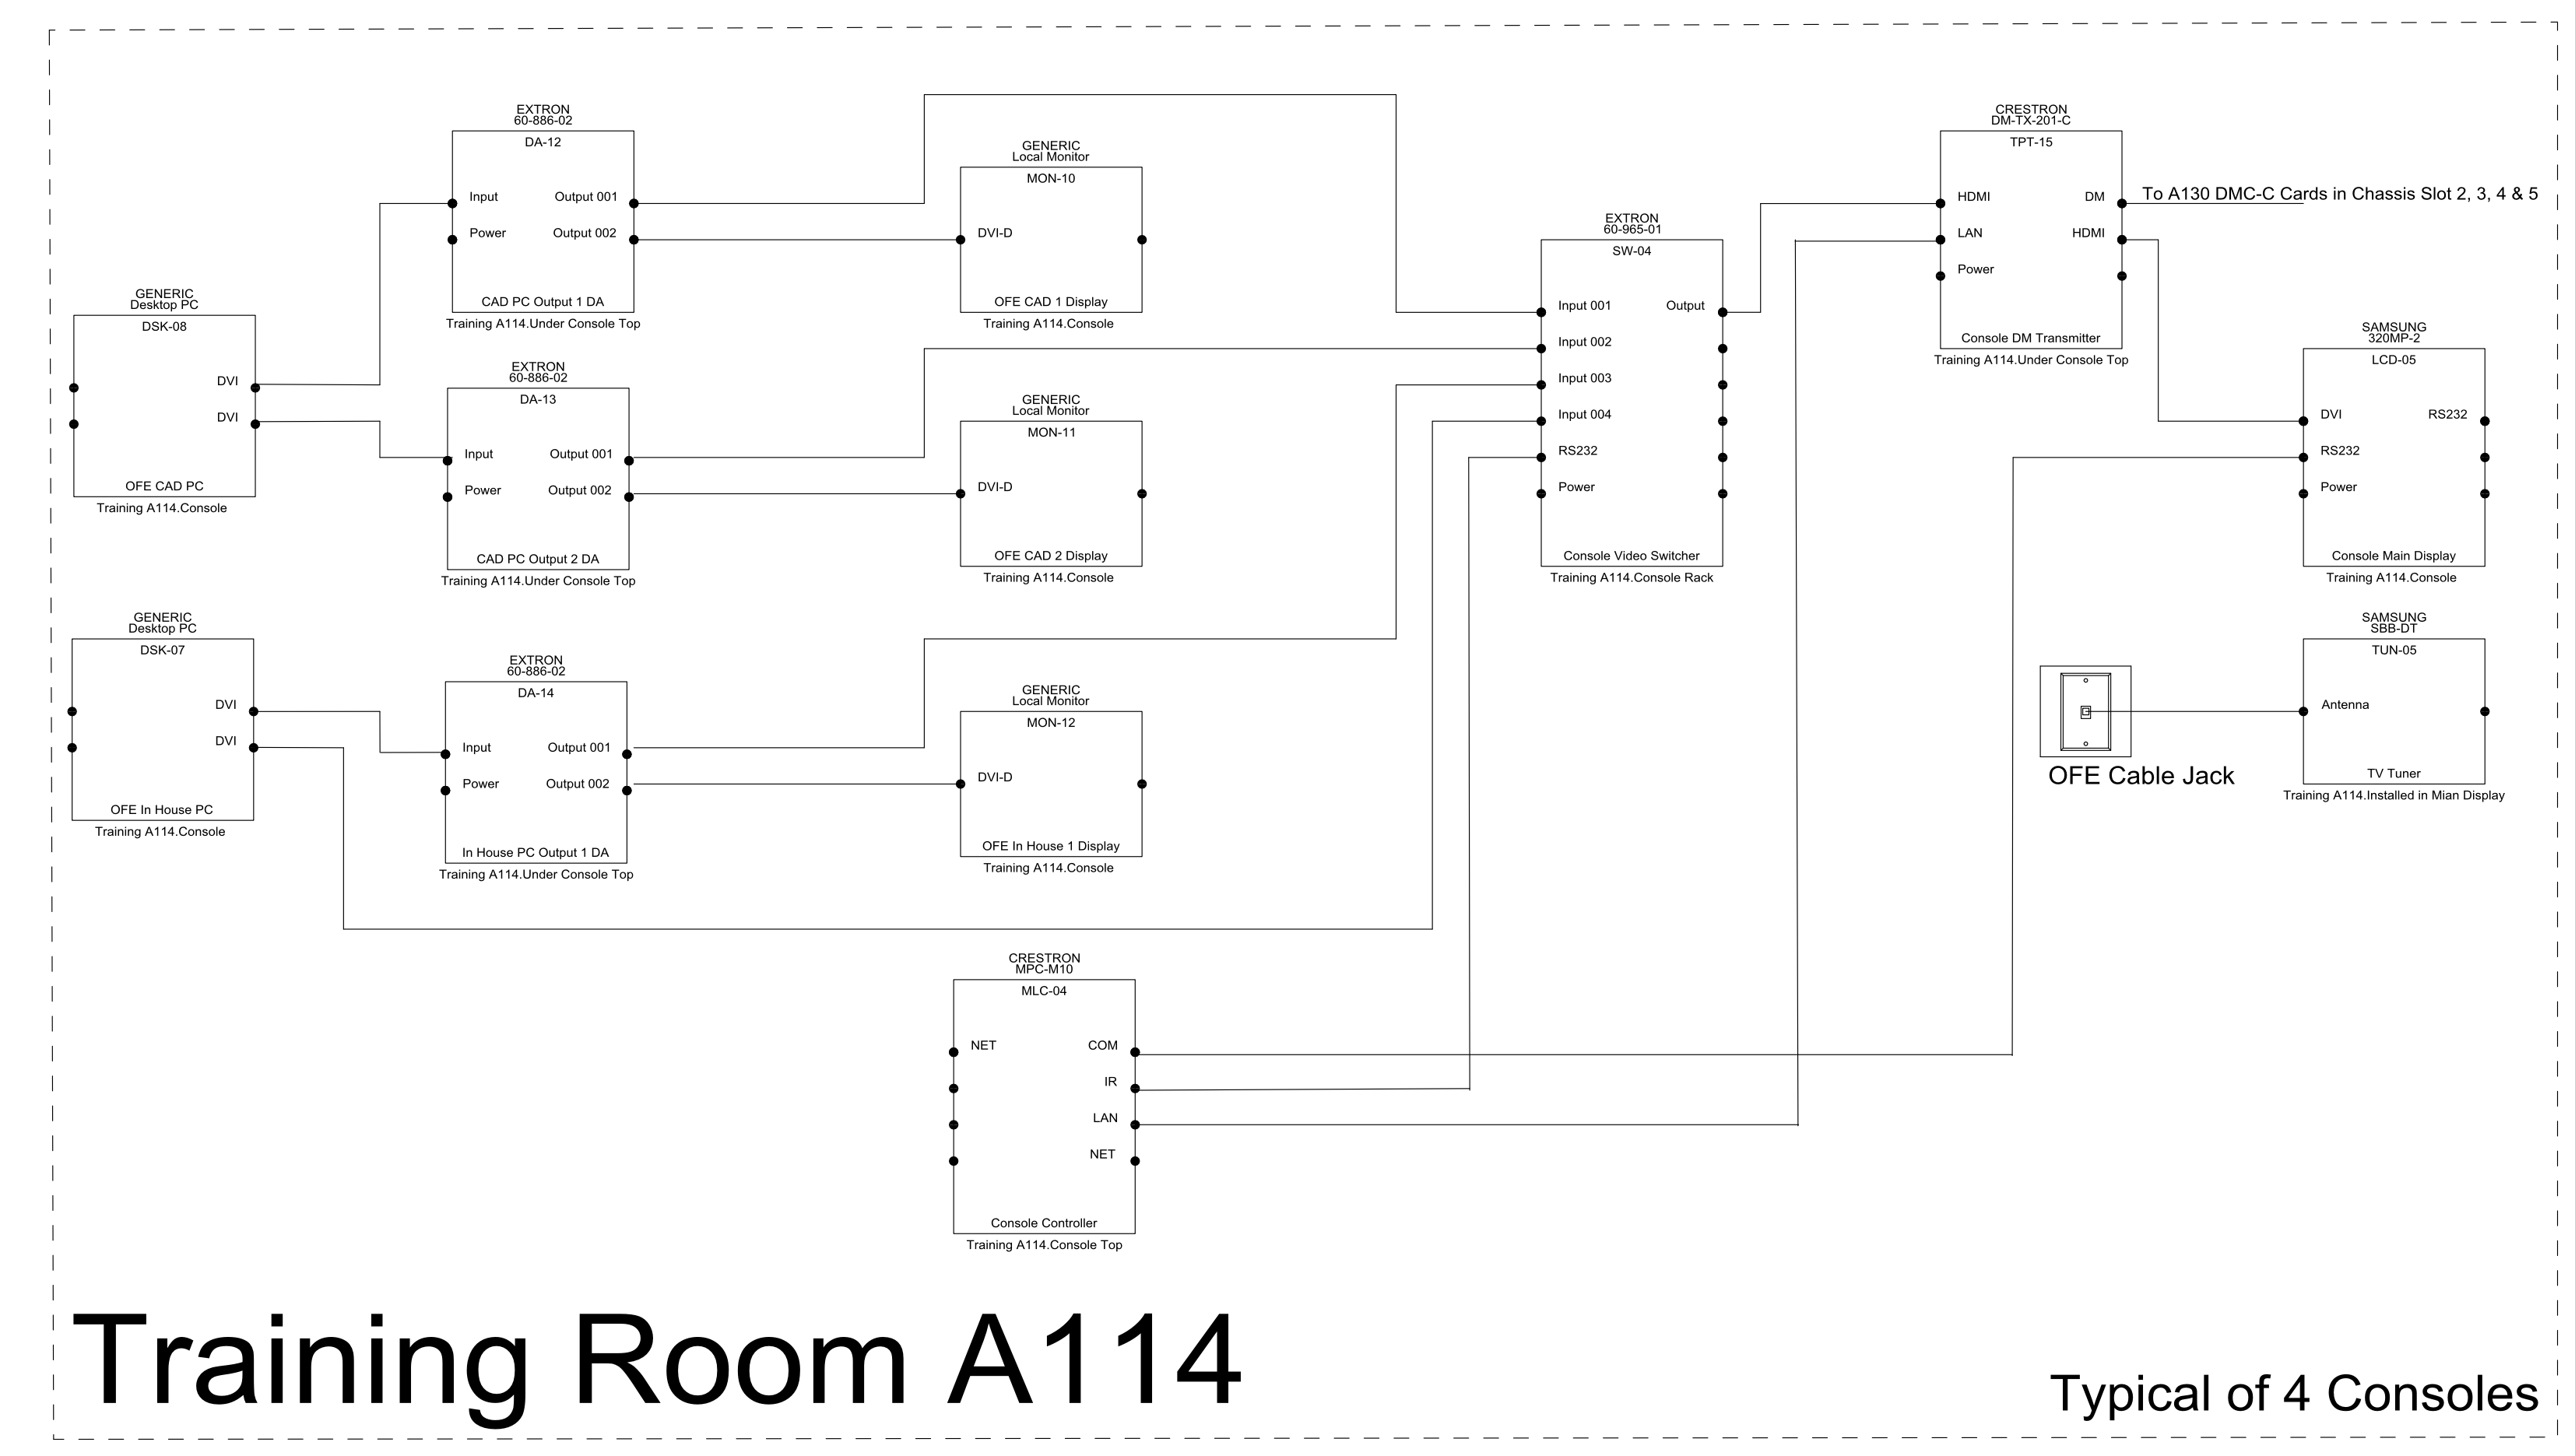 EXTRON
60-886-02
DA-12
Input
Output 001
Power
Output 002
CAD PC Output 1 DA
Training A114.Under Console Top
GENERIC
Local Monitor
MON-10
DVI-D
OFE CAD 1 Display
Training A114.Console
CRESTRON
DM-TX-201-C
TPT-15
HDMI
DM
LAN
HDMI
Power
Console DM Transmitter
Training A114.Under Console Top
To A130 DMC-C Cards in Chassis Slot 2, 3, 4 & 5
EXTRON
60-965-01
SW-04
Input 001
Output
Input 002
Input 003
Input 004
RS232
Power
Console Video Switcher
Training A114.Console Rack
GENERIC
Desktop PC
DSK-08
DVI
DVI
OFE CAD PC
Training A114.Console
EXTRON
60-886-02
DA-13
Input
Output 001
Power
Output 002
CAD PC Output 2 DA
Training A114.Under Console Top
GENERIC
Local Monitor
MON-11
DVI-D
OFE CAD 2 Display
Training A114.Console
SAMSUNG
320MP-2
LCD-05
DVI
RS232
RS232
Power
Console Main Display
Training A114.Console
GENERIC
Desktop PC
DSK-07
DVI
DVI
OFE In House PC
Training A114.Console
EXTRON
60-886-02
DA-14
Input
Output 001
Power
Output 002
In House PC Output 1 DA
Training A114.Under Console Top
GENERIC
Local Monitor
MON-12
DVI-D
OFE In House 1 Display
Training A114.Console
SAMSUNG
SBB-DT
TUN-05
Antenna
TV Tuner
Training A114.Installed in Mian Display
OFE Cable Jack
CRESTRON
MPC-M10
MLC-04
NET
COM
IR
LAN
NET
Console Controller
Training A114.Console Top
Training Room A114
Typical of 4 Consoles